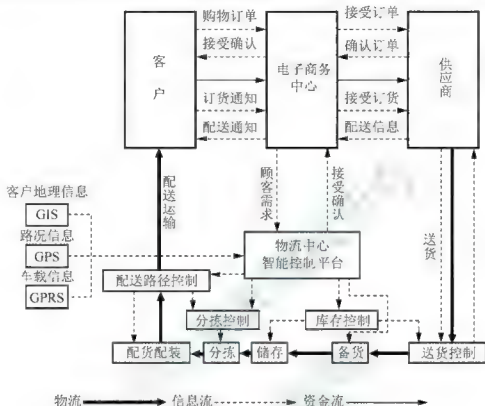 购物订单
接受订单
接受确认
确认订单
客户
电子商务中心
供应商
订货通知
接受订货
配送通知
配送信息
顾客需求
接受确认
配送运输
送货
客户地理信息
GIS
路况信息
GPS
车载信息
GPRS
物流中心
智能控制平台
配送路径控制
分拣控制
库存控制
配货配装
分拣
储存
备货
送货控制
物流
信息流
资金流